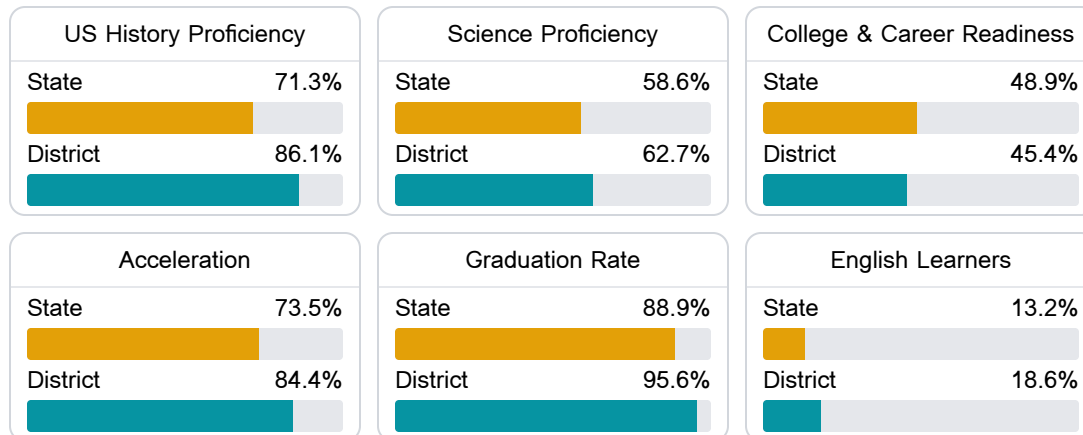 US History Proficiency
State 71.3%
District 86.1%
Science Proficiency
State 58.6%
District 62.7%
College & Career Readiness
State 48.9%
District 45.4%
Acceleration
State 73.5%
District 84.4%
Graduation Rate
State 88.9%
District 95.6%
English Learners
State 13.2%
District 18.6%